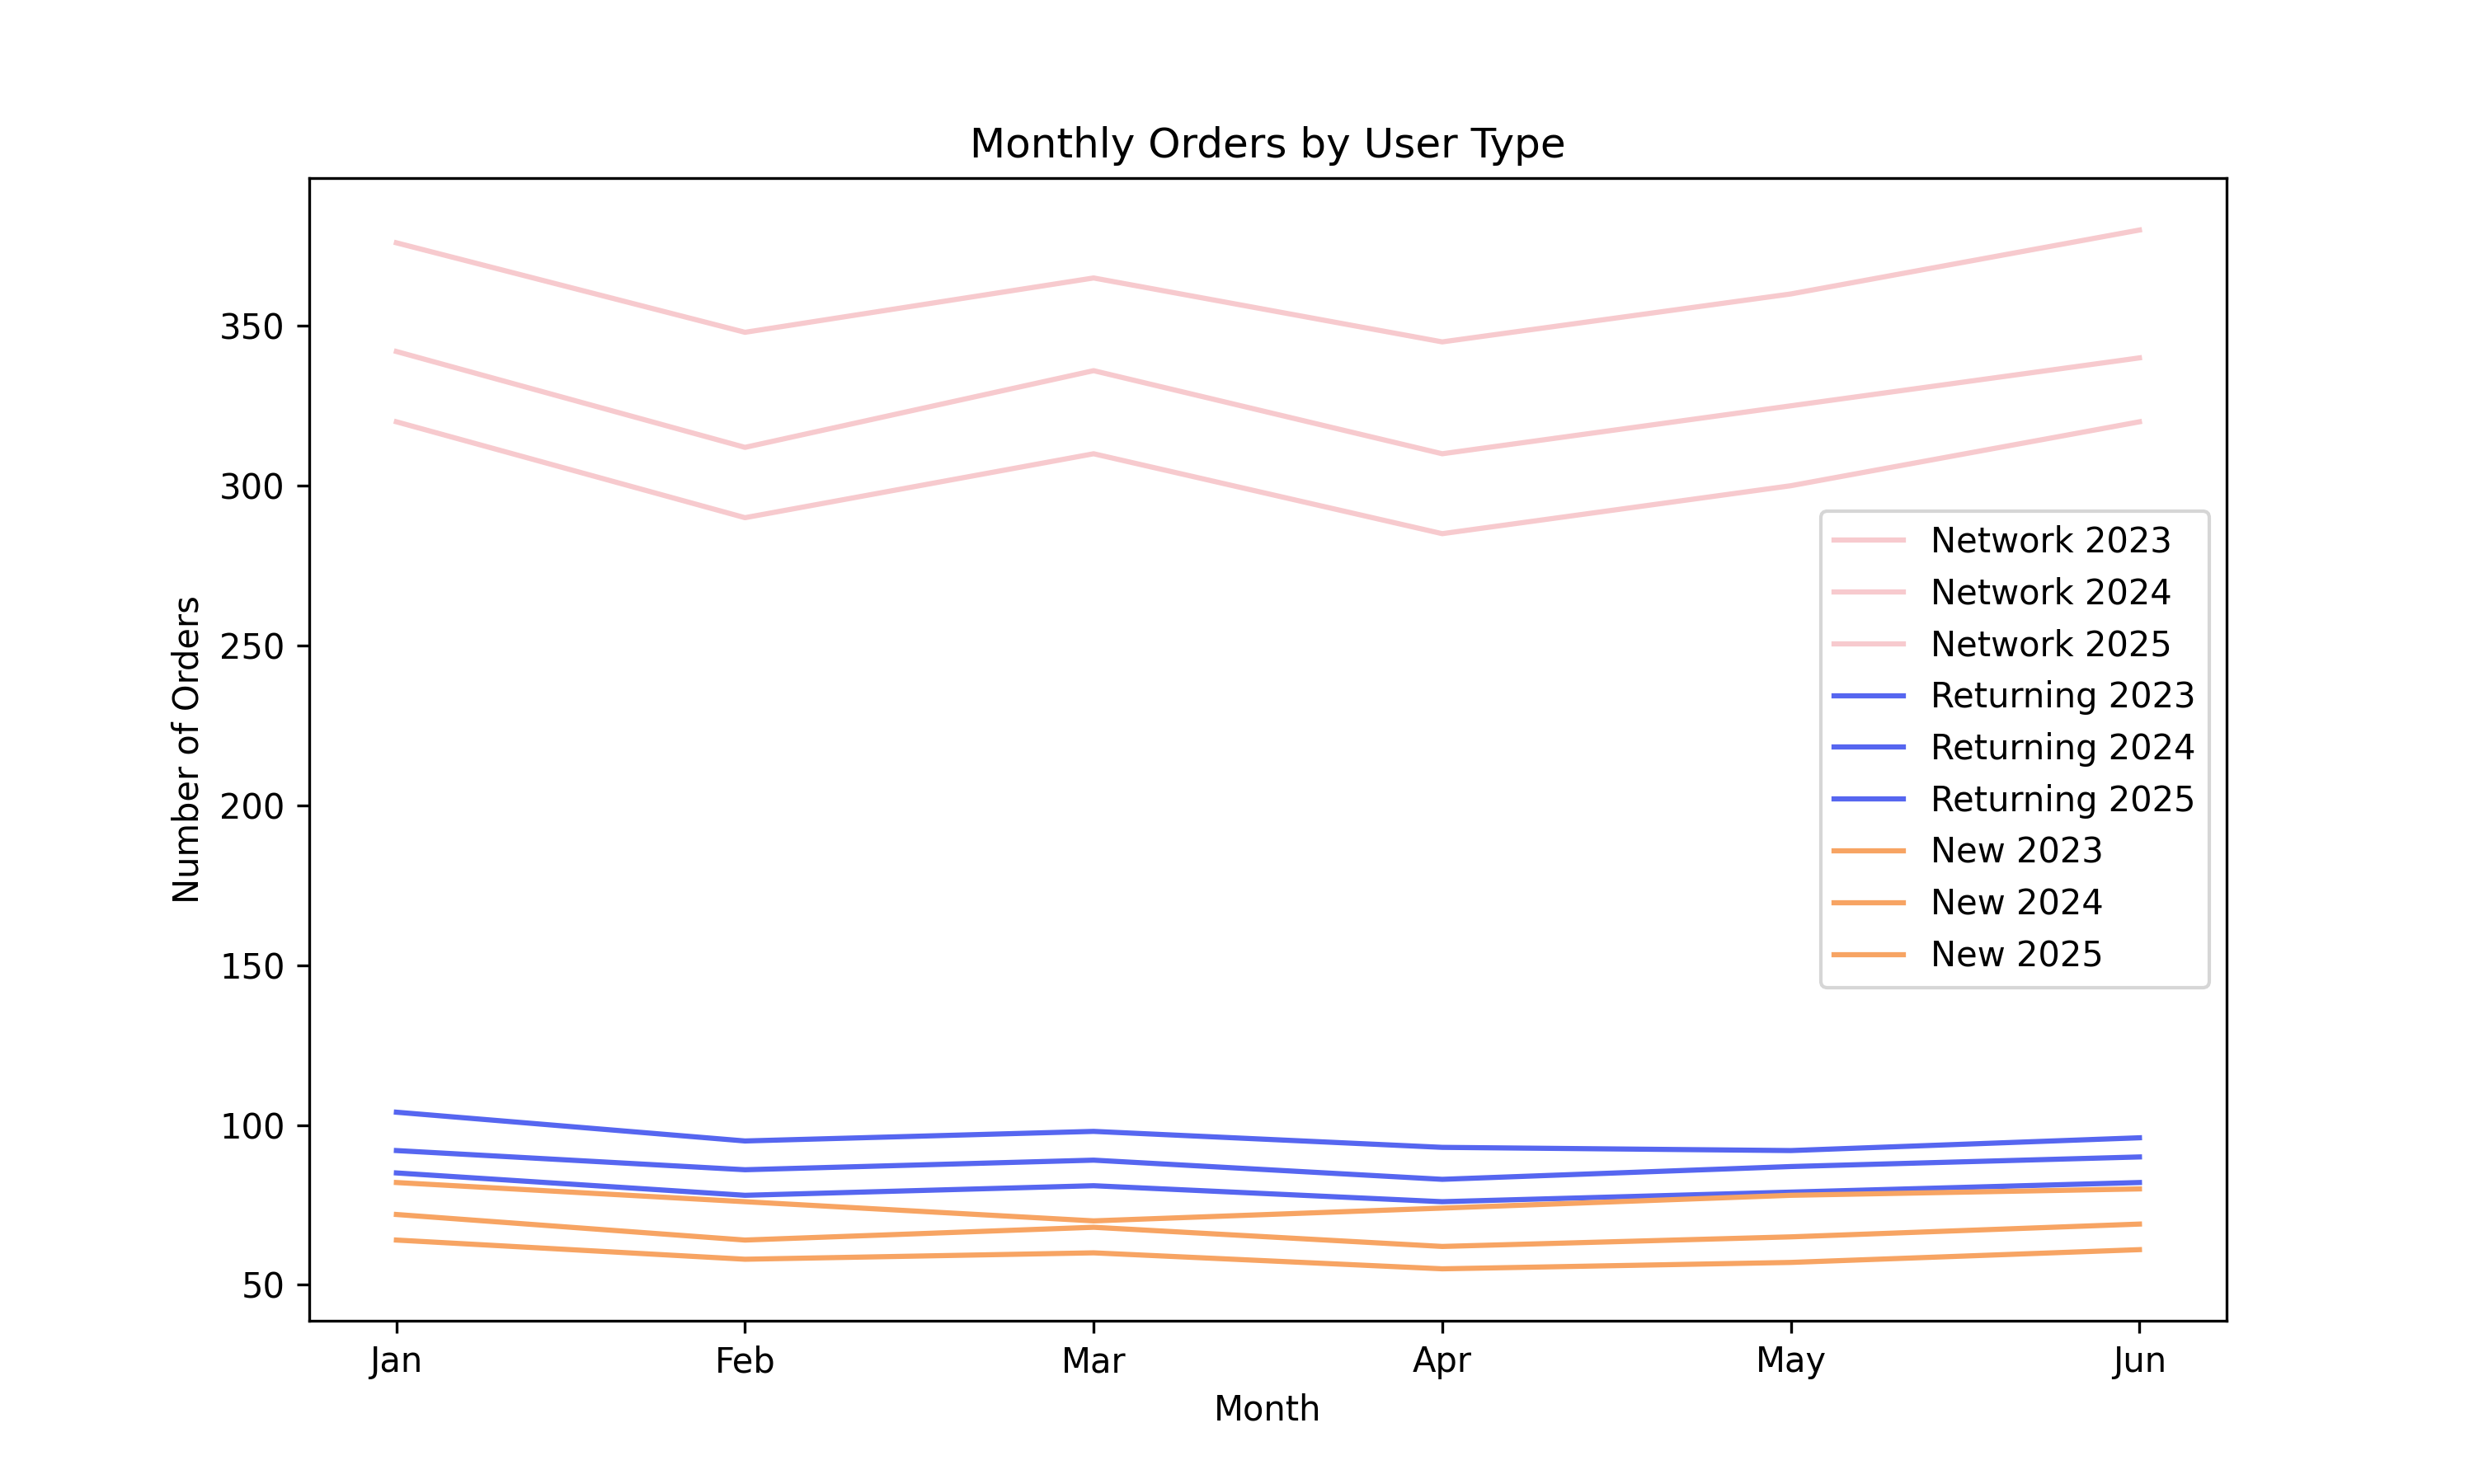 Monthly Orders by User Type
Number of Orders
350
300
250
200
150
100
50
Network 2023
Network 2024
Network 2025
Returning 2023
Returning 2024
Returning 2025
New 2023
New 2024
New 2025
Jan Feb Mar Apr May Jun
Month